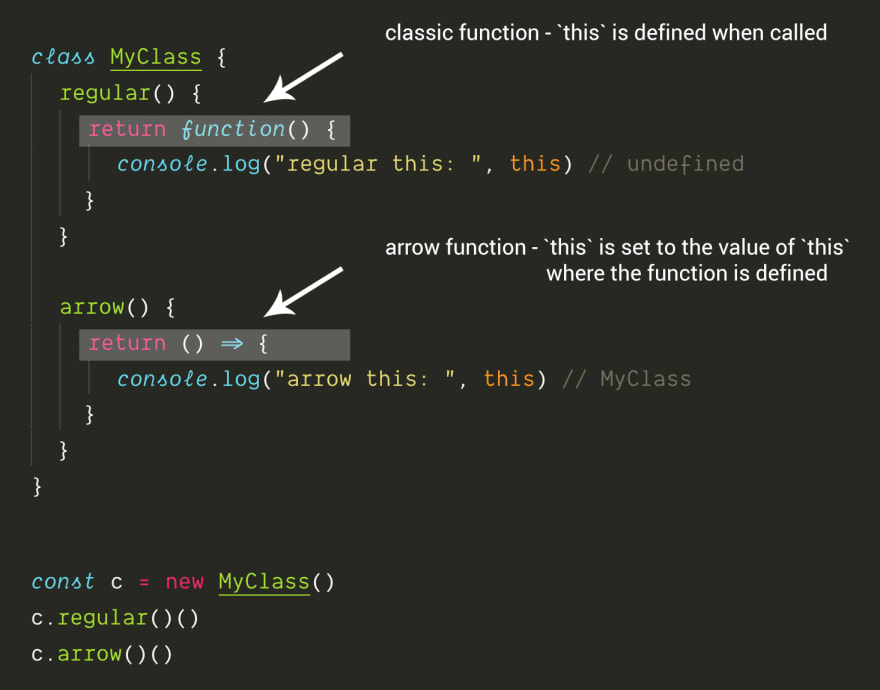 classic function - `this` is defined when called
class MyClass {
regular() {
return function() {
console.log("regular this: ", this) // undefined
}
}
arrow function - `this` is set to the value of `this`
where the function is defined
arrow() {
return () ⇒ {
console.log("arrow this: ", this) // MyClass
}
}
}
const c = new MyClass()
c.regular()()
c.arrow()()